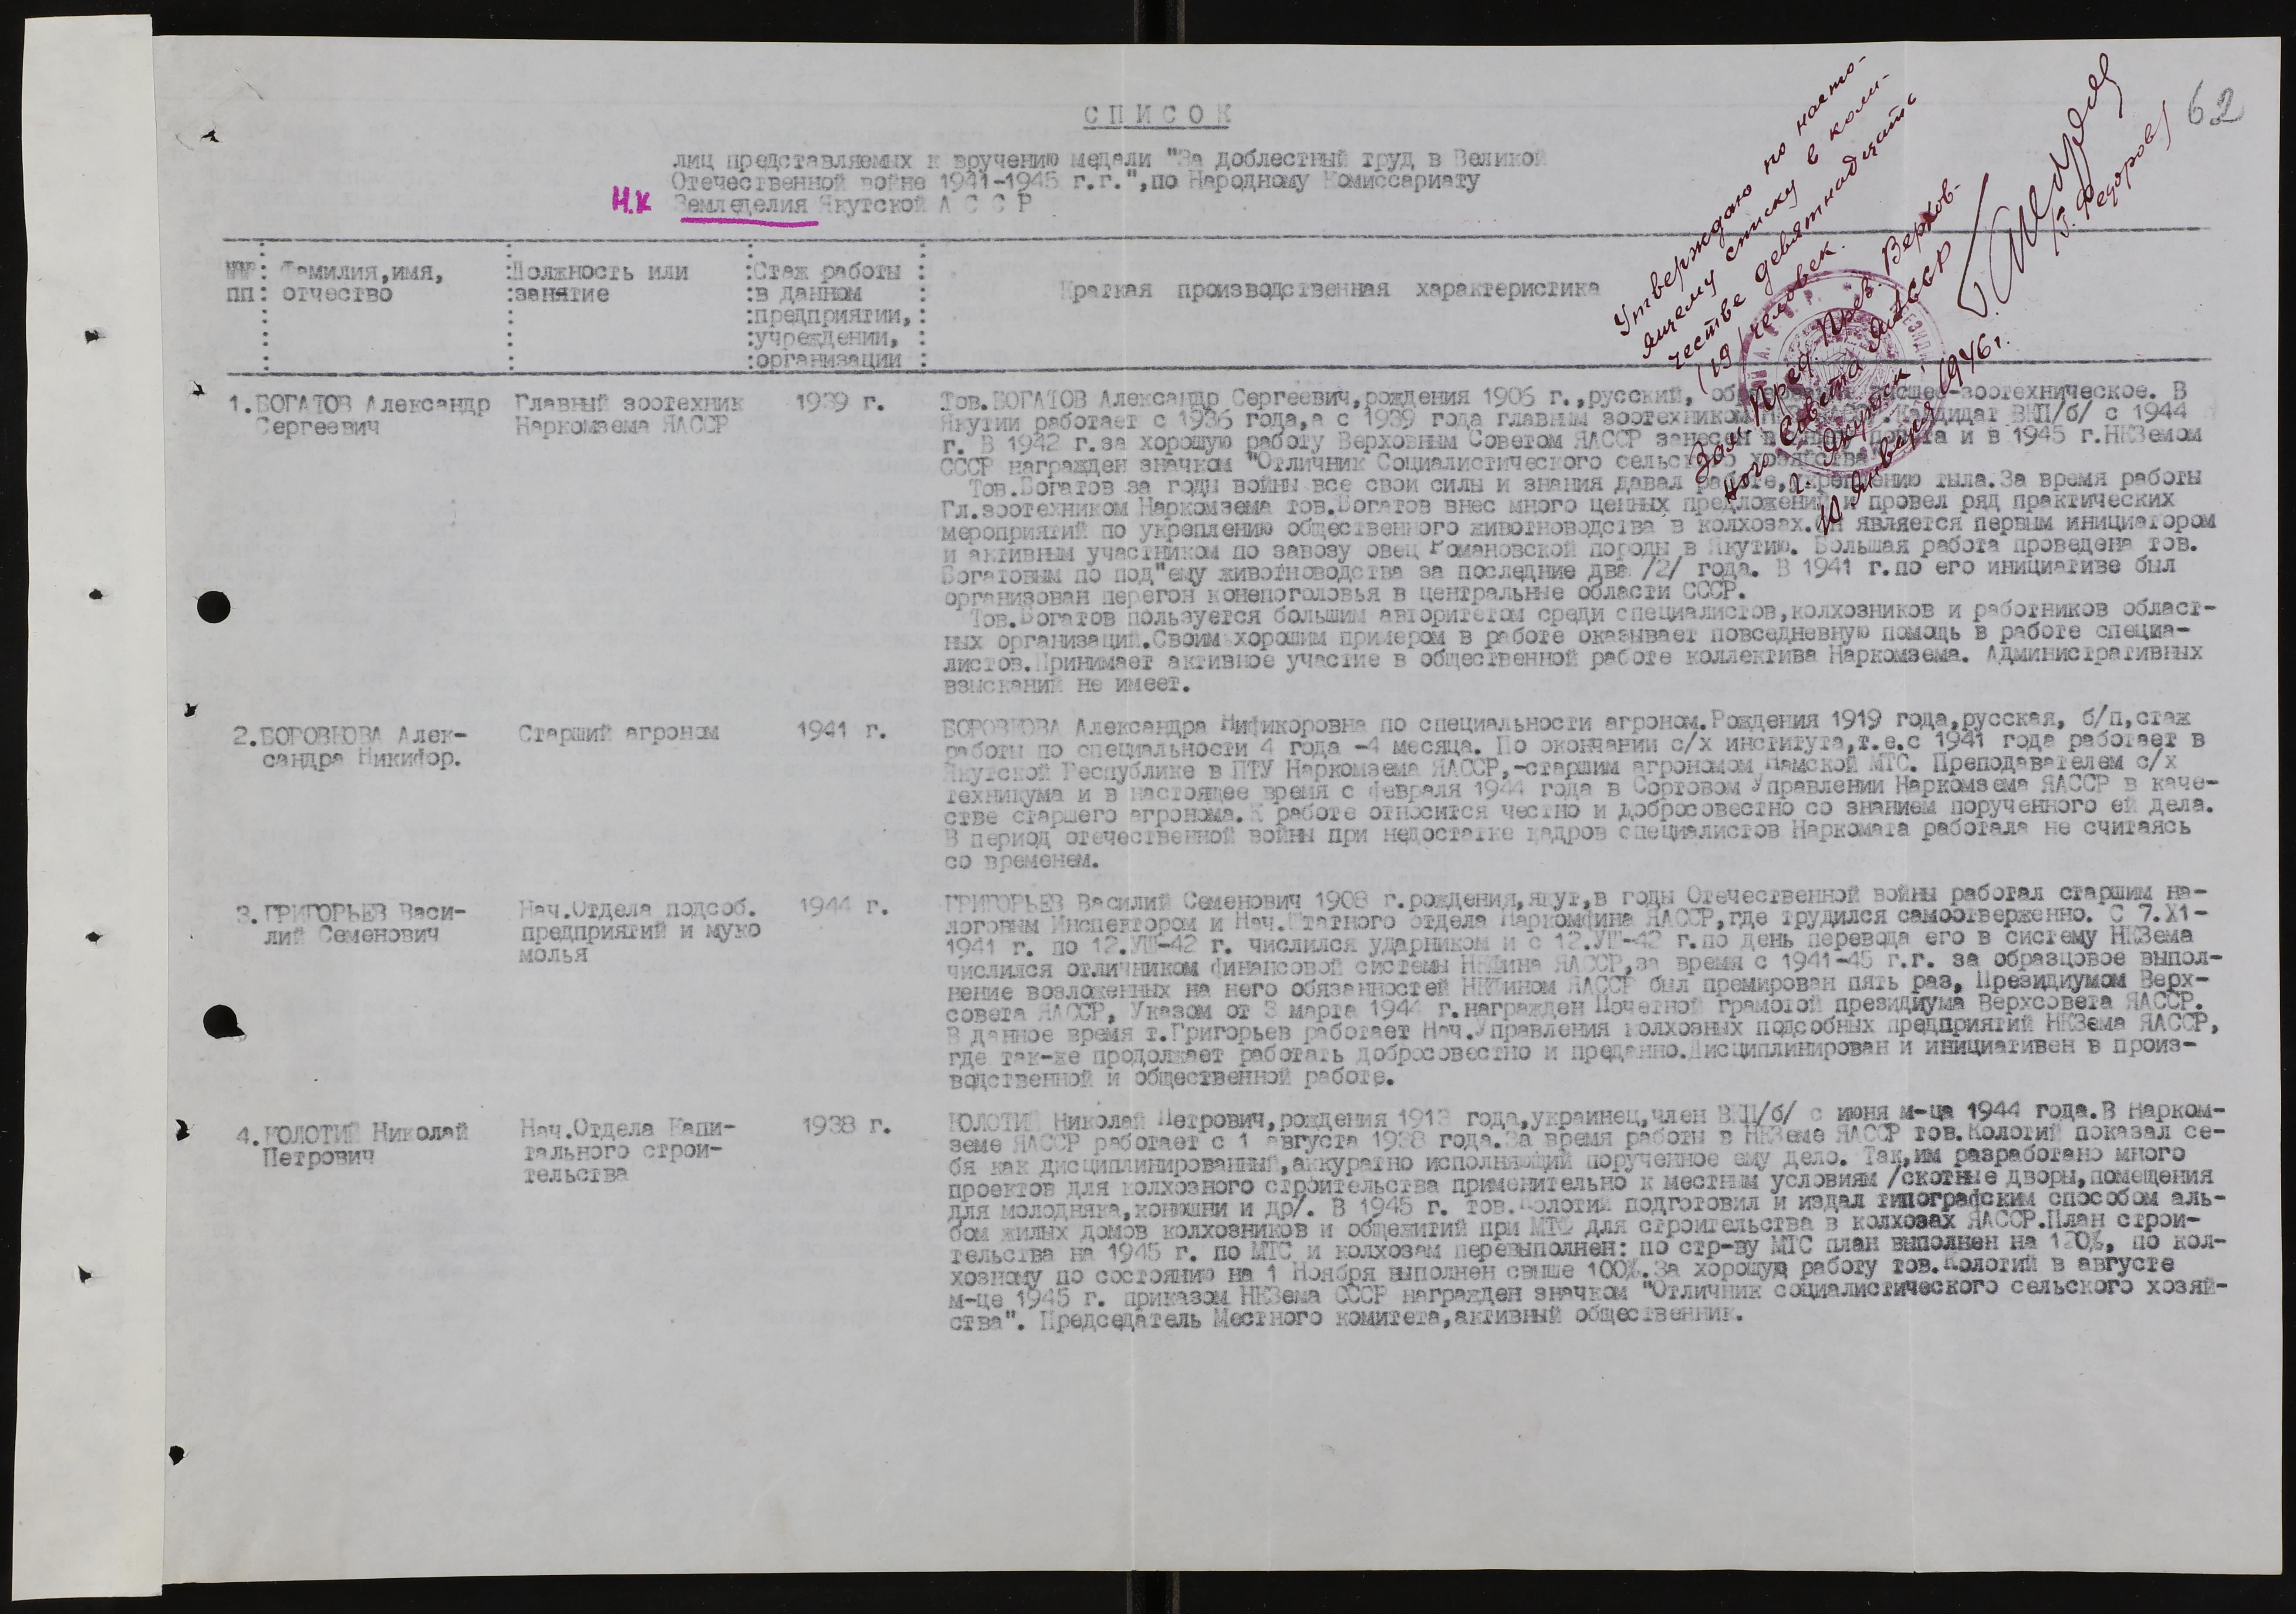 62
СПИСОК
лиц представляемых к вручению медали "За доблестный труд в Великой
Отечественной войне 1941-1945 г.г.",по Народному Комиссариату
Н.К Земледелия Якутской А С С Р
Утверждаю по насто-
ящему списку в коли-
честве девятнадцать
(19) человек.
Зам. Пред. През. Верхов-
ного Совета ЯАССР
г. Якутск.
10 января 1946 г.
/З. Федоров/
№№ пп: Фамилия,имя, отчество :Должность или занятие :Стаж работы в данном предприятии, учреждении, организации : Краткая производственная характеристика
1.БОГАТОВ Александр Сергеевич
Главный зоотехник Наркомзема ЯАССР
1939 г.
Тов.БОГАТОВ Александр Сергеевич,рождения 1906 г.,русский, образование высшее-зоотехническое. В
Якутии работает с 1936 года,а с 1939 года главным зоотехником .Кандидат ВКП/б/ с 1944
г. В 1942 г.за хорошую работу Верховным Советом ЯАССР занесен в книгу почета и в 1945 г.НКЗемом
СССР награжден значком "Отличник Социалистического сельского хозяйства"
Тов.Богатов за годы войны все свои силы и знания давал работе,укреплению тыла.За время работы
Гл.зоотехником Наркомзема тов.Богатов внес много ценных предложений и провел ряд практических
мероприятий по укреплению общественного животноводства в колхозах.Он является первым инициатором
и активным участником по завозу овец Романовской породы в Якутию. Большая работа проведена тов.
Богатовым по под"ему животноводства за последние два /2/ года. В 1941 г.по его инициативе был
организован перегон конепоголовья в центральные области СССР.
Тов.Богатов пользуется большим авторитетом среди специалистов,колхозников и работников област-
ных организаций.Своим хорошим примером в работе оказывает повседневную помощь в работе специа-
листов.Принимает активное участие в общественной работе коллектива Наркомзема. Административных
взысканий не имеет.
2.БОРОВКОВА Алек-
сандра Никифор.
Старший агроном
1941 г.
БОРОВКОВА Александра Нификоровна по специальности агроном.Рождения 1919 года,русская, б/п,стаж
работы по специальности 4 года -4 месяца. По окончании с/х института,т.е.с 1941 года работает в
Якутской Республике в ПТУ Наркомзема ЯАССР,-старшим агрономом Намской МТС. Преподавателем с/х
техникума и в настоящее время с февраля 1944 года в Сортовом Управлении Наркомзема ЯАССР в каче-
стве старшего агронома.К работе относится честно и добросовестно со знанием порученного ей дела.
В период отечественной войны при недостатке кадров специалистов Наркомата работала не считаясь
со временем.
3.ГРИГОРЬЕВ Васи-
лий Семенович
Нач.Отдела подсоб.
предприятий и муко
молья
1944 г.
ГРИГОРЬЕВ Василий Семенович 1908 г.рождения,якут,в годы Отечественной войны работал старшим на-
логовым Инспектором и Нач.Штатного отдела Наркомфина ЯАССР,где трудился самоотверженно. С 7.Х1-
1941 г. по 12.УШ-42 г. числился ударником и с 12.УШ-42 г.по день перевода его в систему НКЗема
числился отличником финансовой системы НКФина ЯАССР,за время с 1941-45 г.г. за образцовое выпол-
нение возложенных на него обязанностей НКФином ЯАССР был премирован пять раз, Президиумом Верх-
совета ЯАССР, Указом от 3 марта 1944 г.награжден Почетной грамотой президиума Верхсовета ЯАССР.
В данное время т.Григорьев работает Нач.Управления колхозных подсобных предприятий НКЗема ЯАССР,
где так-же продолжает работать добросовестно и преданно.Дисциплинирован и инициативен в произ-
водственной и общественной работе.
4.КОЛОТИЙ Николай
Петрович
Нач.Отдела Капи-
тального строи-
тельства
1938 г.
КОЛОТИЙ Николай Петрович,рождения 1913 года,украинец,член ВКП/б/ с июня м-ца 1944 года.В Нарком-
земе ЯАССР работает с 1 августа 1938 года.За время работы в НКЗеме ЯАССР тов.Колотий показал се-
бя как дисциплинированный,аккуратно исполняющий порученное ему дело. Так,им разработано много
проектов для колхозного строительства применительно к местным условиям /скотные дворы,помещения
для молодняка,конюшни и др/. В 1945 г. тов.Колотий подготовил и издал типографским способом аль-
бом жилых домов колхозников и общежитий при МТФ для строительства в колхозах ЯАССР.План строи-
тельства на 1945 г. по МТС и колхозам перевыполнен: по стр-ву МТС план выполнен на 120%, по кол-
хозному по состоянию на 1 Ноября выполнен свыше 100%.За хорошую работу тов.Колотий в августе
м-це 1945 г. приказом НКЗема СССР награжден значком "Отличник социалистического сельского хозяй-
ства". Председатель Местного комитета,активный общественник.